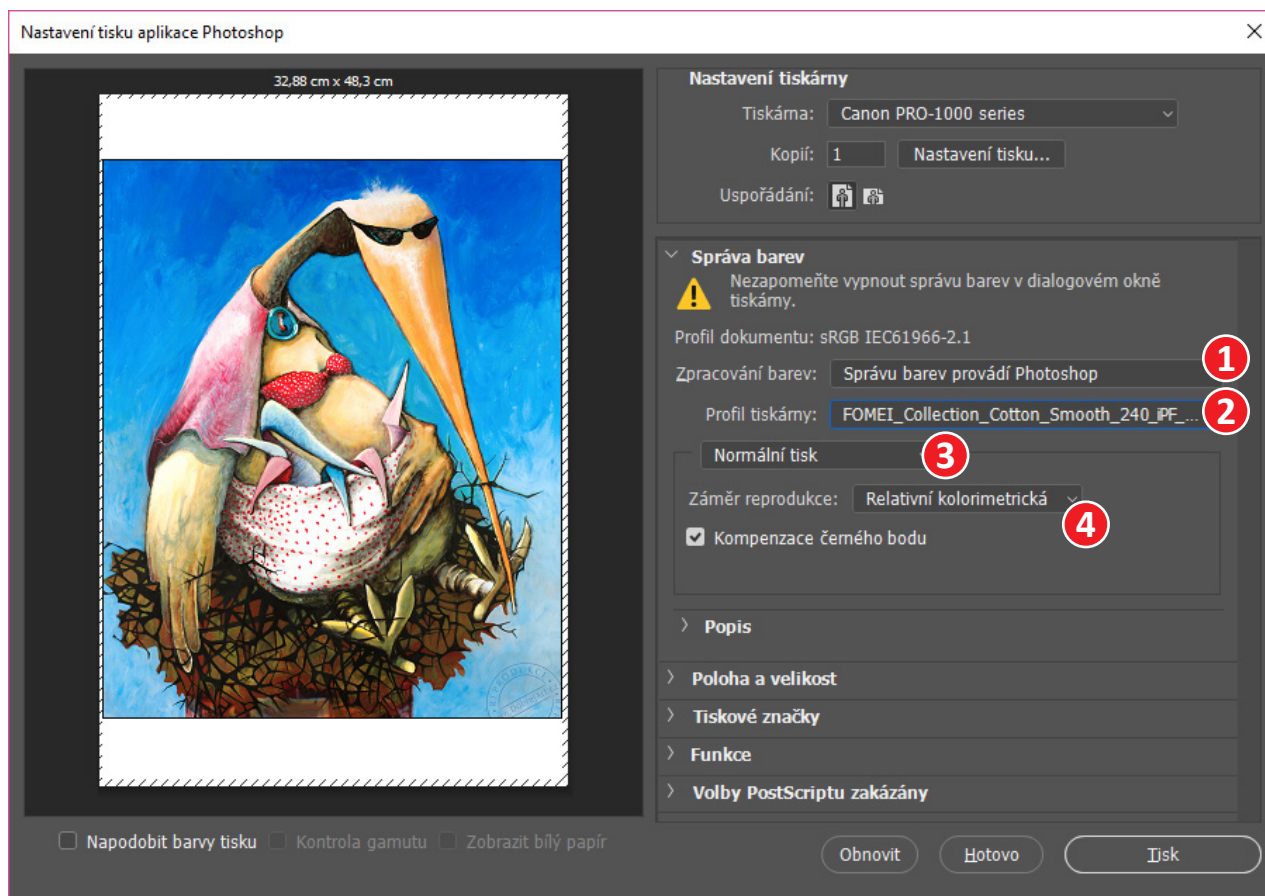 Nastavení tisku aplikace Photoshop
32,88 cm x 48,3 cm
Nastavení tiskárny
Tiskárna: Canon PRO-1000 series
Kopií: 1 Nastavení tisku...
Uspořádání:
Správa barev
Nezapomeňte vypnout správu barev v dialogovém okně
tiskárny.
Profil dokumentu: sRGB IEC61966-2.1
Zpracování barev: Správu barev provádí Photoshop 1
Profil tiskárny: FOMEI_Collection_Cotton_Smooth_240_iPF_... 2
Normální tisk 3
Záměr reprodukce: Relativní kolorimetrická 4
Kompenzace černého bodu
Popis
Poloha a velikost
Tiskové značky
Funkce
Volby PostScriptu zakázány
Napodobit barvy tisku Kontrola gamutu Zobrazit bílý papír
Obnovit Hotovo Tisk